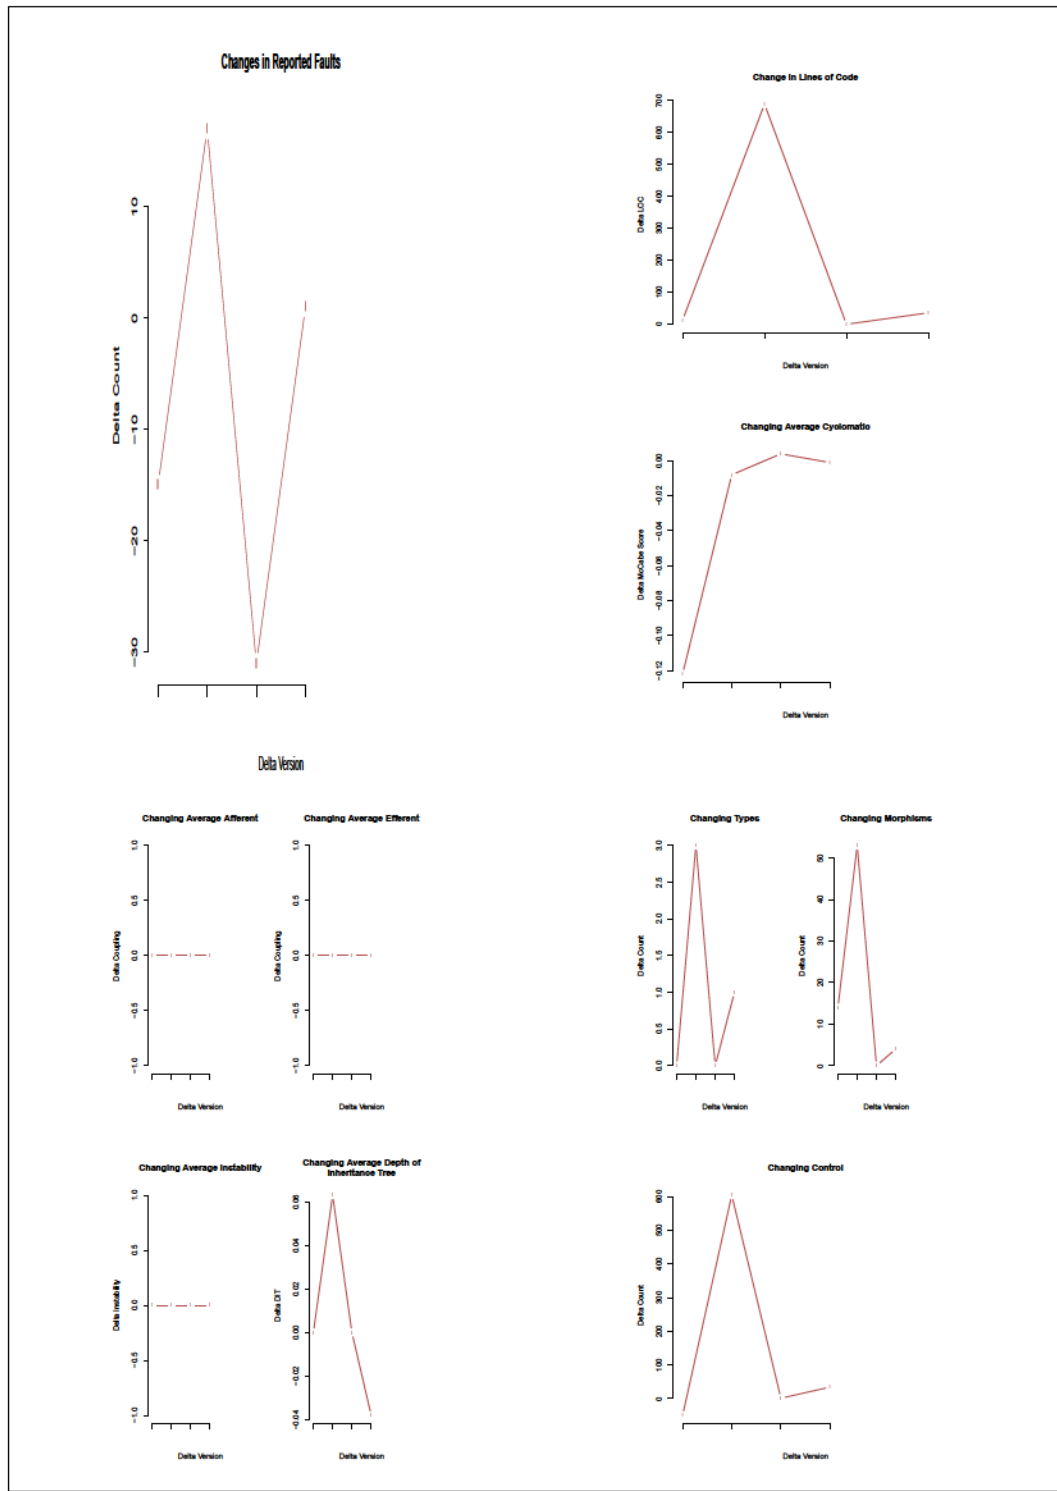 Changes in Reported Faults
Delta Count
10
0
−10
−20
−30
Delta Version
Change in Lines of Code
Delta LOC
700
600
500
400
300
200
100
0
Delta Version
Changing Average Cyclomatic
Delta McCabe Score
0.00
−0.02
−0.04
−0.06
−0.08
−0.10
−0.12
Delta Version
Changing Average Afferent
Delta Coupling
1.0
0.5
0.0
−0.5
−1.0
Delta Version
Changing Average Efferent
Delta Coupling
1.0
0.5
0.0
−0.5
−1.0
Delta Version
Changing Types
Delta Count
3.0
2.5
2.0
1.5
1.0
0.5
0.0
Delta Version
Changing Morphisms
Delta Count
50
40
30
20
10
0
Delta Version
Changing Average Instability
Delta Instability
1.0
0.5
0.0
−0.5
−1.0
Delta Version
Changing Average Depth of
Inheritance Tree
Delta DIT
0.06
0.04
0.02
0.00
−0.02
−0.04
Delta Version
Changing Control
Delta Count
600
500
400
300
200
100
0
Delta Version